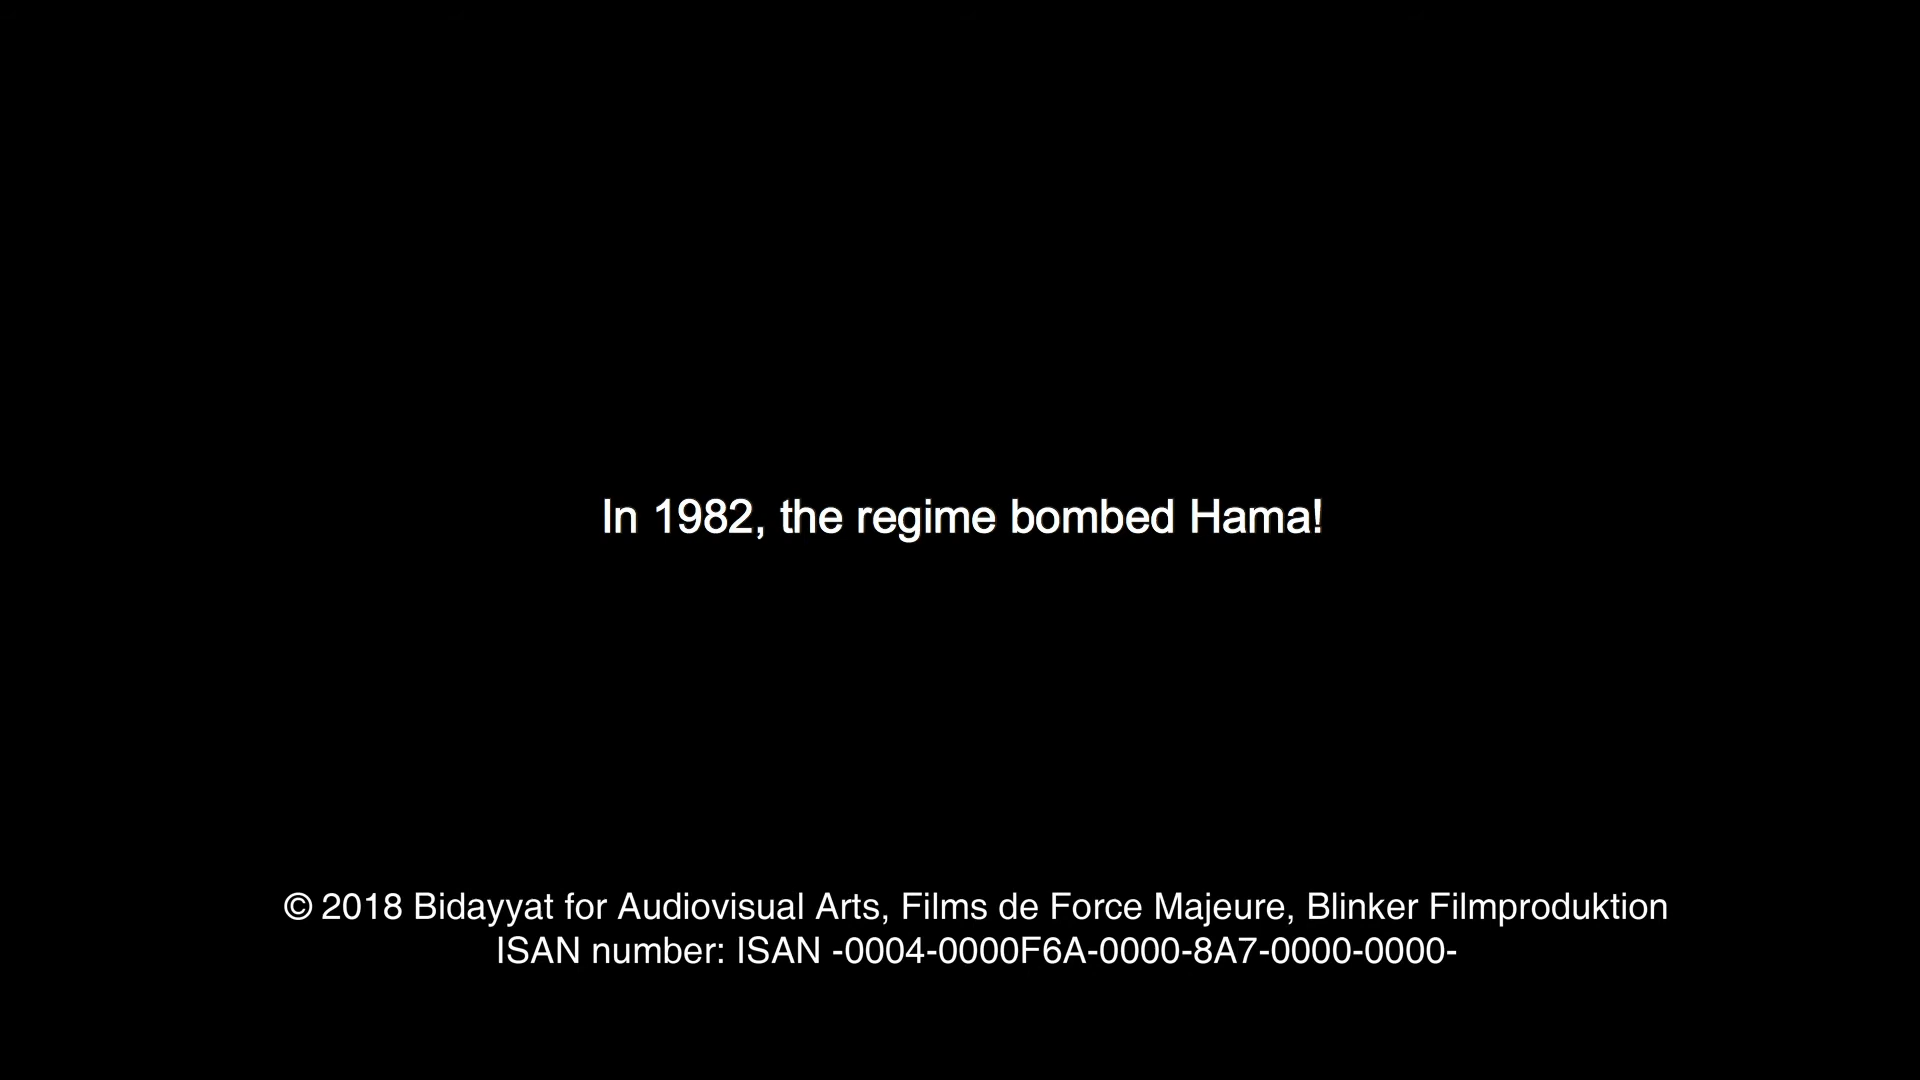 In 1982, the regime bombed Hama!
© 2018 Bidayyat for Audiovisual Arts, Films de Force Majeure, Blinker Filmproduktion
ISAN number: ISAN -0004-0000F6A-0000-8A7-0000-0000-